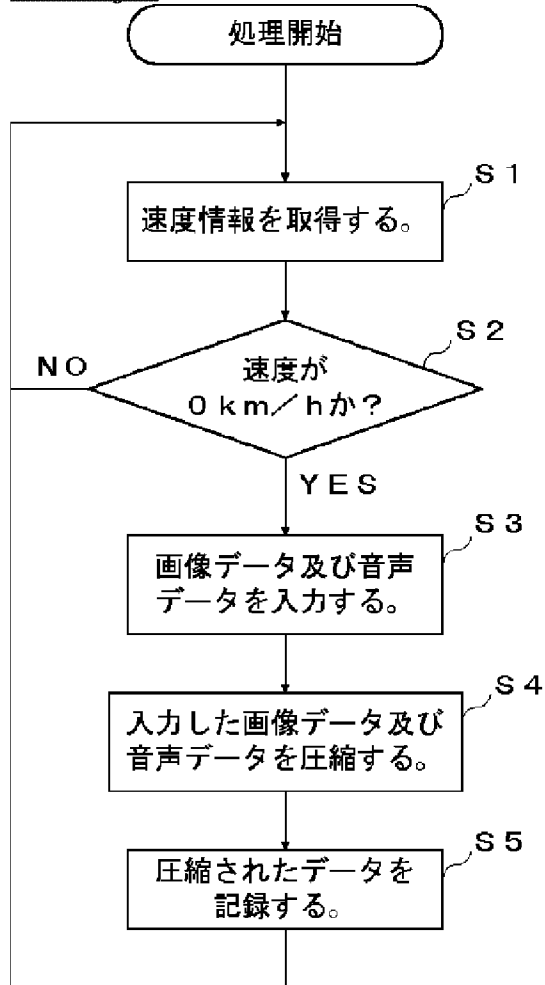 処理開始
S1
速度情報を取得する。
S2
速度が
0km/hか?
NO
YES
S3
画像データ及び音声
データを入力する。
S4
入力した画像データ及び
音声データを圧縮する。
S5
圧縮されたデータを
記録する。